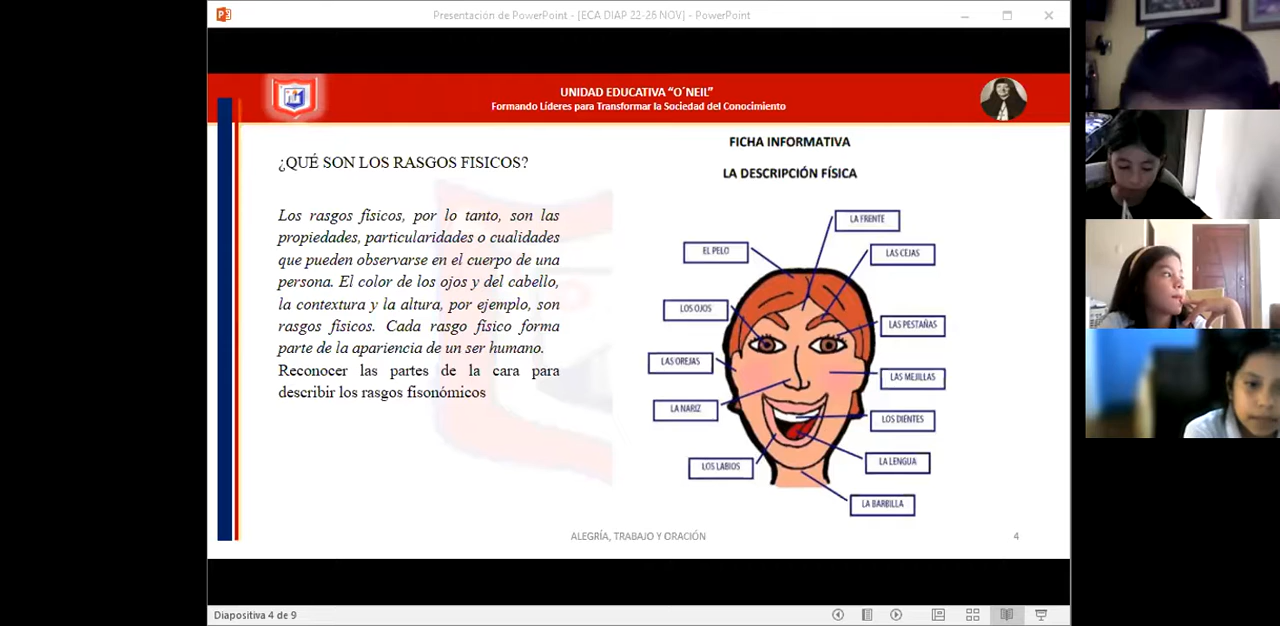 Presentación de PowerPoint - [ECA DIAP 22-26 NOV] - PowerPoint
UNIDAD EDUCATIVA "O´NEIL"
Formando Líderes para Transformar la Sociedad del Conocimiento
¿QUÉ SON LOS RASGOS FISICOS?
Los rasgos físicos, por lo tanto, son las
propiedades, particularidades o cualidades
que pueden observarse en el cuerpo de una
persona. El color de los ojos y del cabello,
la contextura y la altura, por ejemplo, son
rasgos físicos. Cada rasgo físico forma
parte de la apariencia de un ser humano.
Reconocer las partes de la cara para
describir los rasgos fisonómicos
FICHA INFORMATIVA
LA DESCRIPCIÓN FÍSICA
LA FRENTE
EL PELO
LAS CEJAS
LOS OJOS
LAS PESTAÑAS
LAS OREJAS
LAS MEJILLAS
LA NARIZ
LOS DIENTES
LOS LABIOS
LA LENGUA
LA BARBILLA
ALEGRÍA, TRABAJO Y ORACIÓN
4
Diapositiva 4 de 9